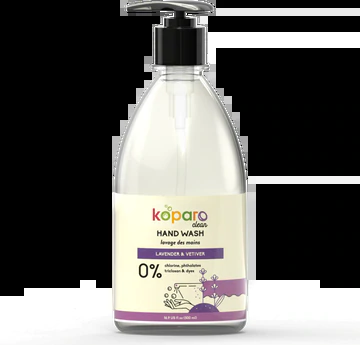 koparo
clean
HAND WASH
lavage des mains
LAVENDER & VETIVER
0%
chlorine, phthalates
triclosan & dyes